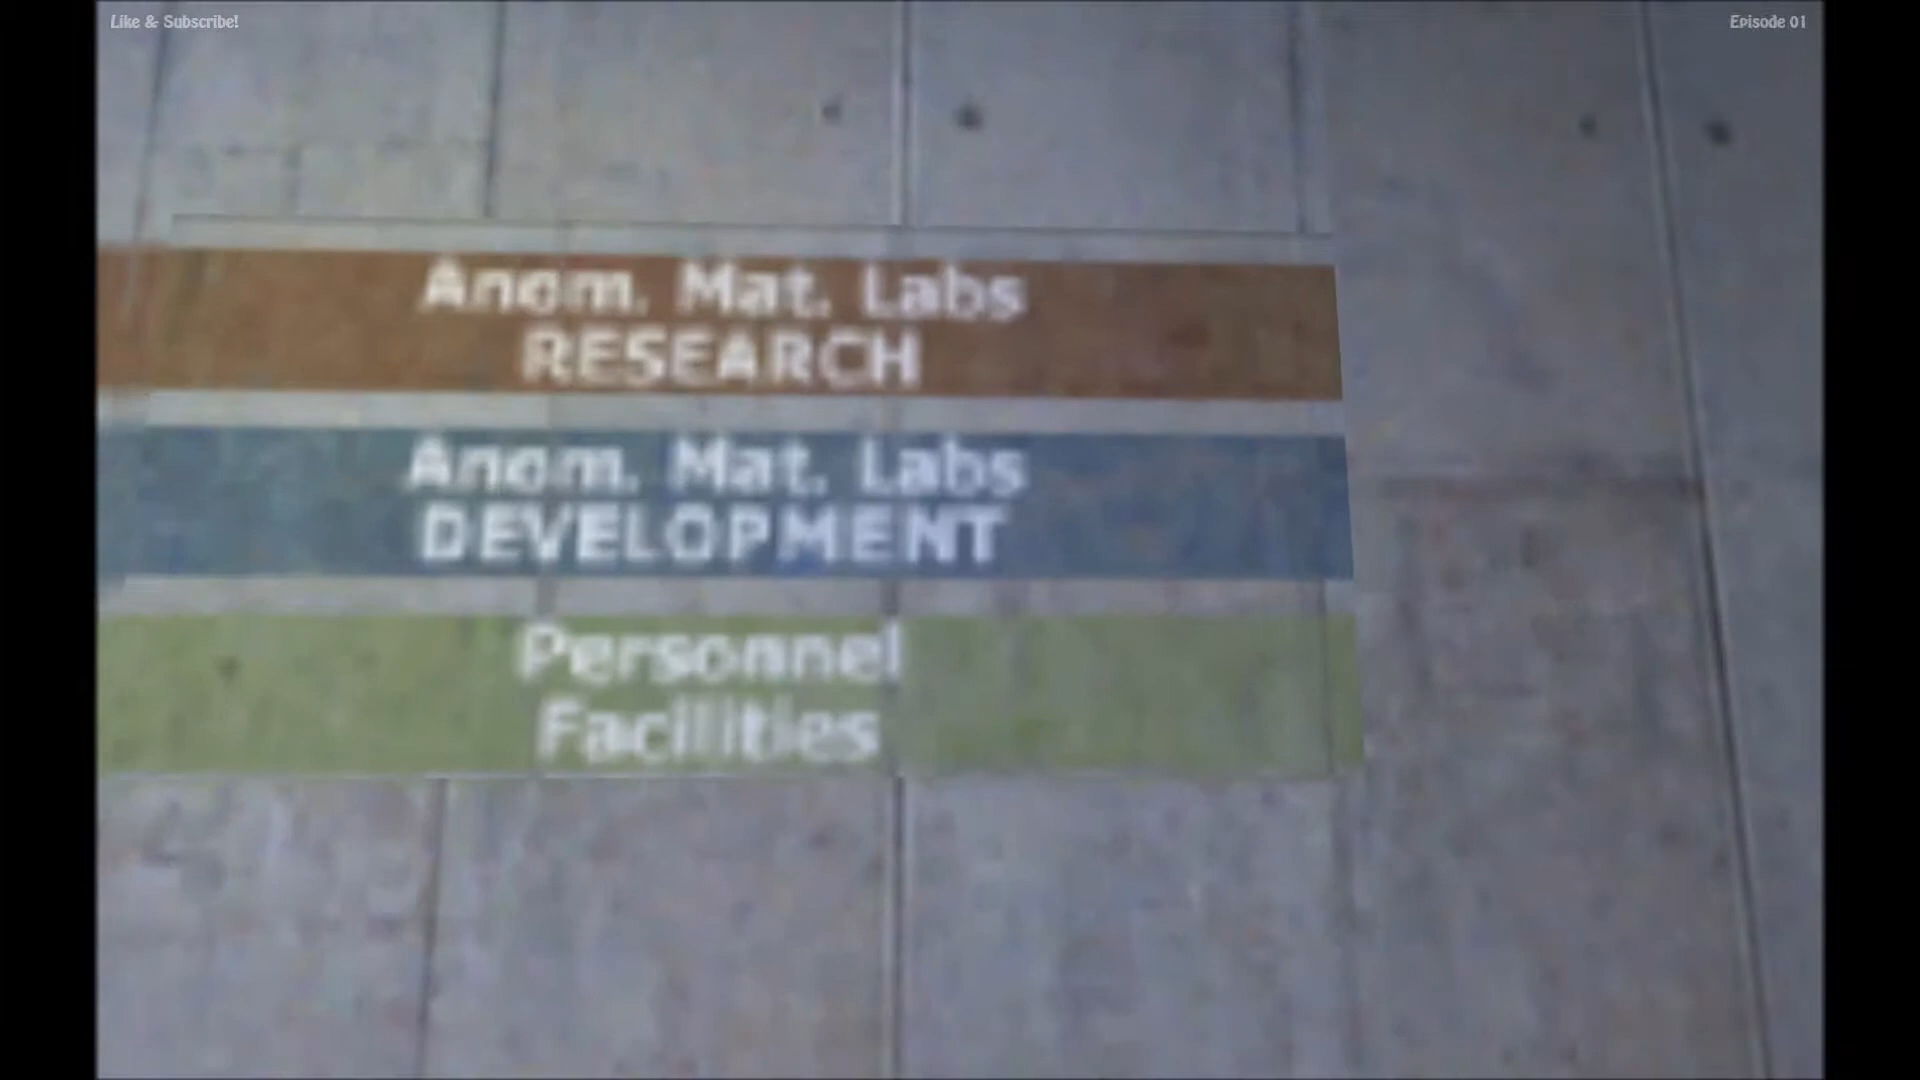 Like & Subscribe!
Episode 01
Anom. Mat. Labs
RESEARCH
Anom. Mat. Labs
DEVELOPMENT
Personnel
Facilities